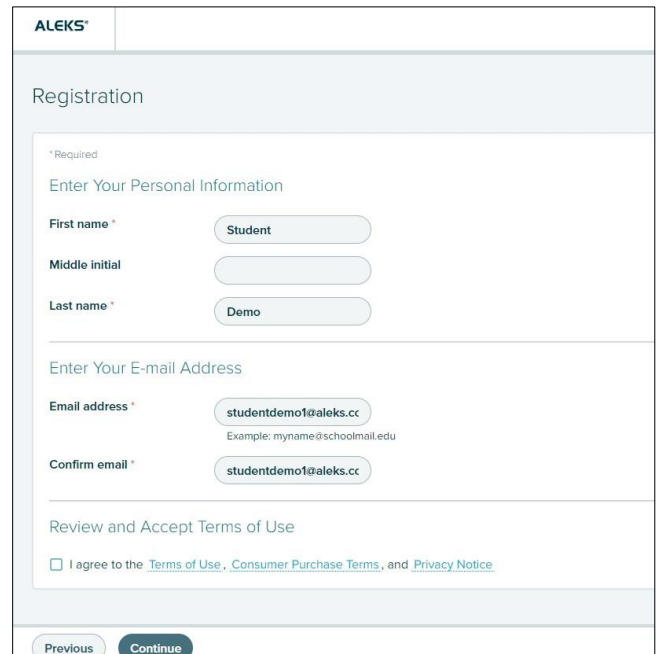 ALEKS®
Registration
*Required
Enter Your Personal Information
First name * Student
Middle initial
Last name * Demo
Enter Your E-mail Address
Email address * studentdemo1@aleks.cc
Example: myname@schoolmail.edu
Confirm email * studentdemo1@aleks.cc
Review and Accept Terms of Use
I agree to the Terms of Use, Consumer Purchase Terms, and Privacy Notice
Previous Continue